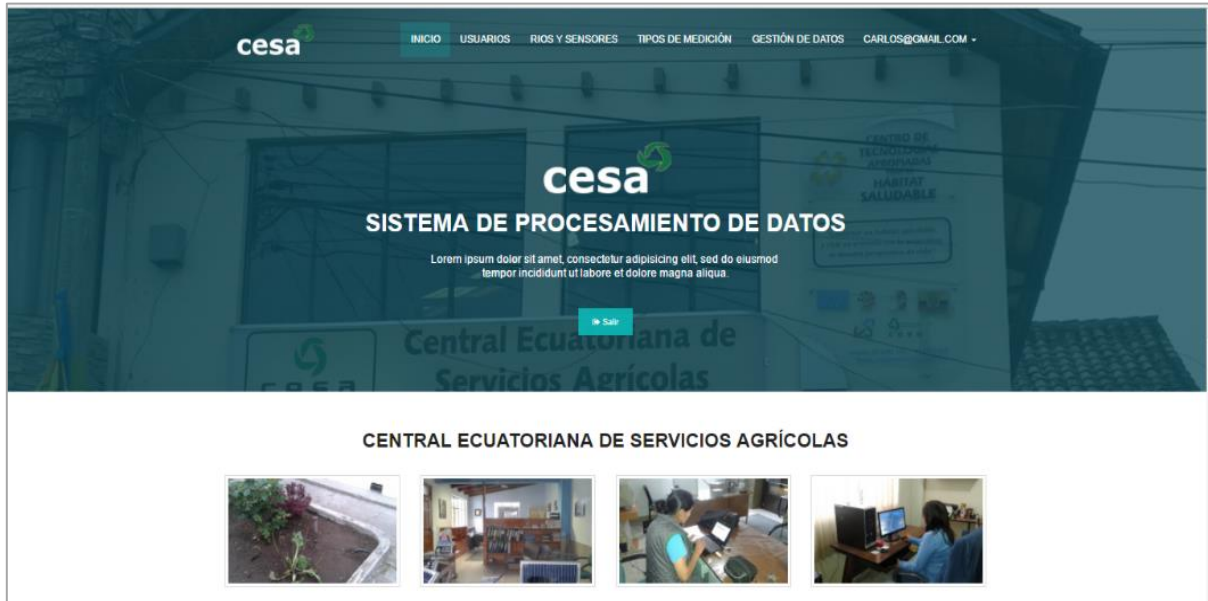 cesa
INICIO USUARIOS RIOS Y SENSORES TIPOS DE MEDICIÓN GESTIÓN DE DATOS CARLOS@GMAIL.COM
CENTRO DE
TECNOLOGÍAS
APROPIADAS
HÁBITAT
SALUDABLE
cesa
SISTEMA DE PROCESAMIENTO DE DATOS
Lorem ipsum dolor sit amet, consectetur adipisicing elit, sed do eiusmod
tempor incididunt ut labore et dolore magna aliqua.
Salir
Central Ecuatoriana de
Servicios Agrícolas
cesa
CENTRAL ECUATORIANA DE SERVICIOS AGRÍCOLAS